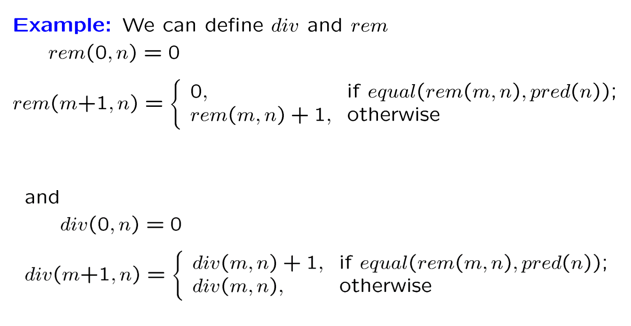 Example: We can define div and rem
rem(0, n) = 0
rem(m+1, n) = { 0, if equal(rem(m, n), pred(n));
rem(m, n) + 1, otherwise
and
div(0, n) = 0
div(m+1, n) = { div(m, n) + 1, if equal(rem(m, n), pred(n));
div(m, n), otherwise